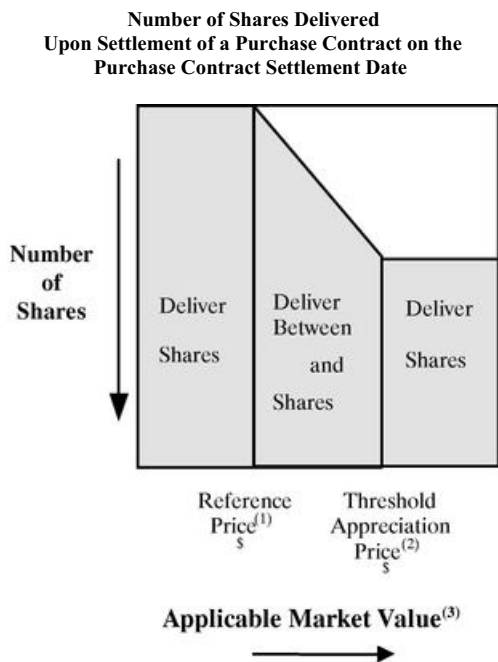 Number of Shares Delivered
Upon Settlement of a Purchase Contract on the
Purchase Contract Settlement Date
Number
of
Shares
Deliver
Shares
Deliver
Between
and
Shares
Deliver
Shares
Reference
Price(1)
$
Threshold
Appreciation
Price(2)
$
Applicable Market Value(3)